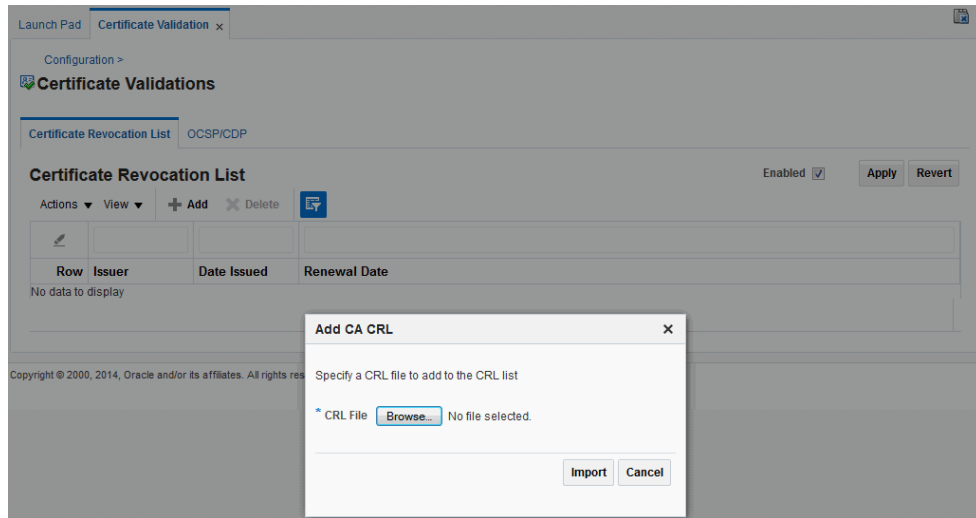 Launch Pad Certificate Validation ×
Configuration >
Certificate Validations
Certificate Revocation List OCSP/CDP
Certificate Revocation List Enabled Apply Revert
Actions View Add Delete
Row Issuer Date Issued Renewal Date
No data to display
Add CA CRL ×
Copyright © 2000, 2014, Oracle and/or its affiliates. All rights res
Specify a CRL file to add to the CRL list
* CRL File Browse... No file selected.
Import Cancel